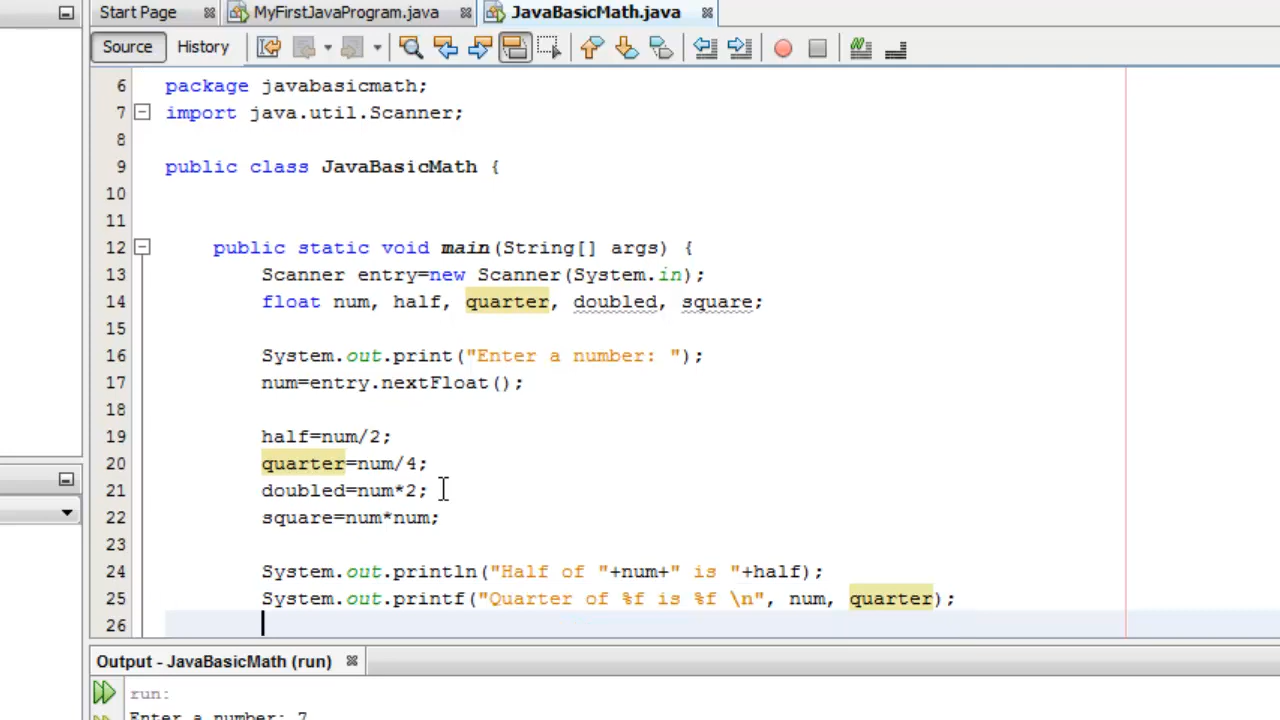 Start Page MyFirstJavaProgram.java JavaBasicMath.java
Source History
6 package javabasicmath;
7 import java.util.Scanner;
8
9 public class JavaBasicMath {
10
11
12 public static void main(String[] args) {
13 Scanner entry=new Scanner(System.in);
14 float num, half, quarter, doubled, square;
15
16 System.out.print("Enter a number: ");
17 num=entry.nextFloat();
18
19 half=num/2;
20 quarter=num/4;
21 doubled=num*2;
22 square=num*num;
23
24 System.out.println("Half of "+num+" is "+half);
25 System.out.printf("Quarter of %f is %f \n", num, quarter);
26
Output - JavaBasicMath (run)
run:
Enter a number: 7